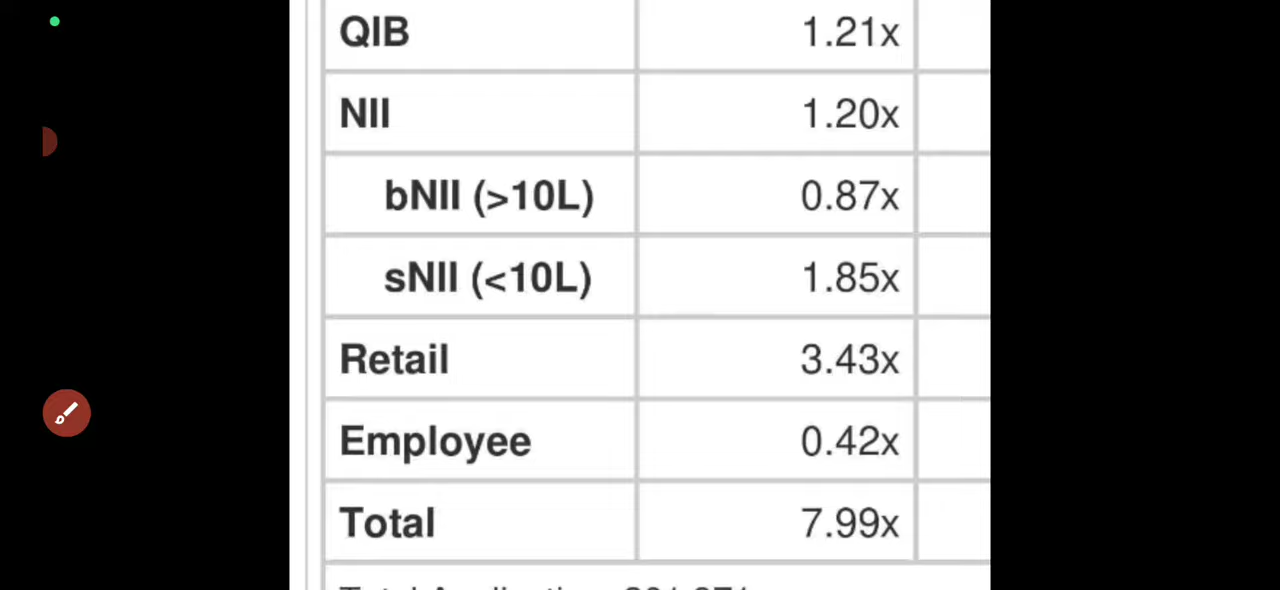 QIB 1.21x
NII 1.20x
bNII (>10L) 0.87x
sNII (<10L) 1.85x
Retail 3.43x
Employee 0.42x
Total 7.99x